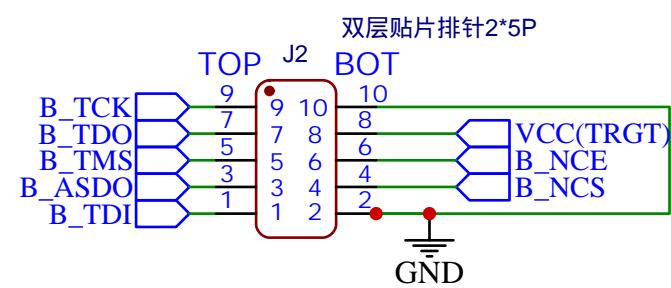 双层贴片排针2*5P
TOP J2 BOT
B_TCK 9 9 10 10
B_TDO 7 7 8 8 VCC(TRGT)
B_TMS 5 5 6 6 B_NCE
B_ASDO 3 3 4 4 B_NCS
B_TDI 1 1 2 2
GND